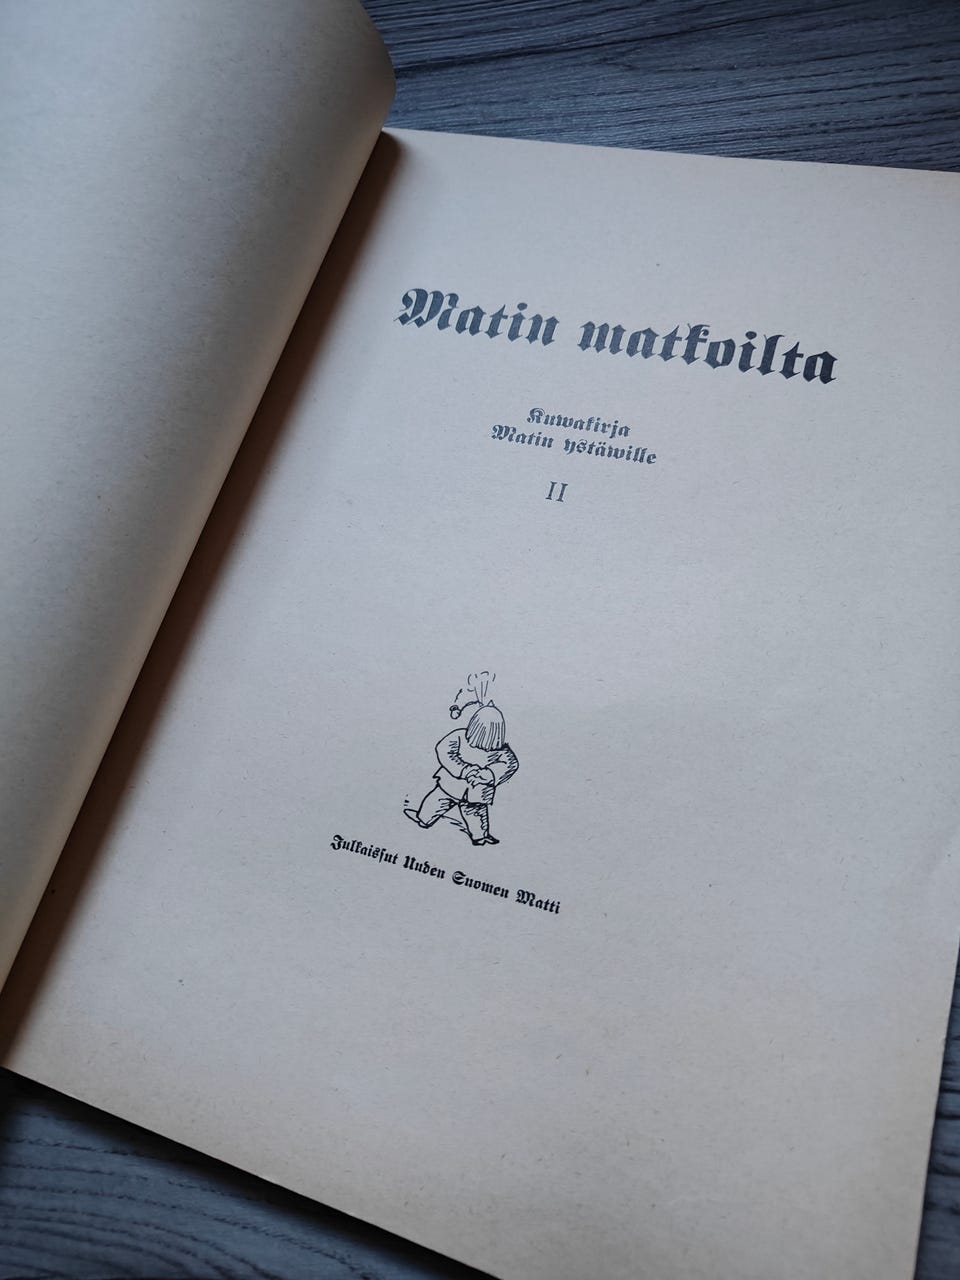 Matin matkoilta
Kuwakirja
Matin ystäwille
II
Julkaissut Uuden Suomen Matti